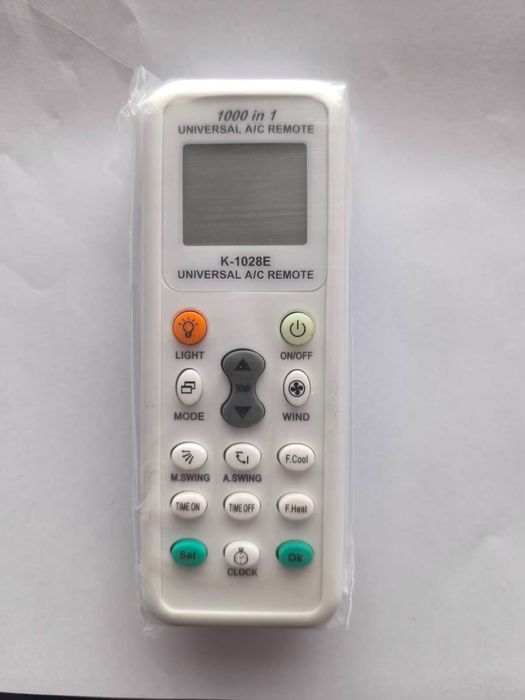 1000 in 1
UNIVERSAL A/C REMOTE
K-1028E
UNIVERSAL A/C REMOTE
LIGHT
ON/OFF
TEMP
MODE
WIND
F.Cool
M.SWING
A.SWING
TIME ON
TIME OFF
F.Heat
Set
Ok
CLOCK